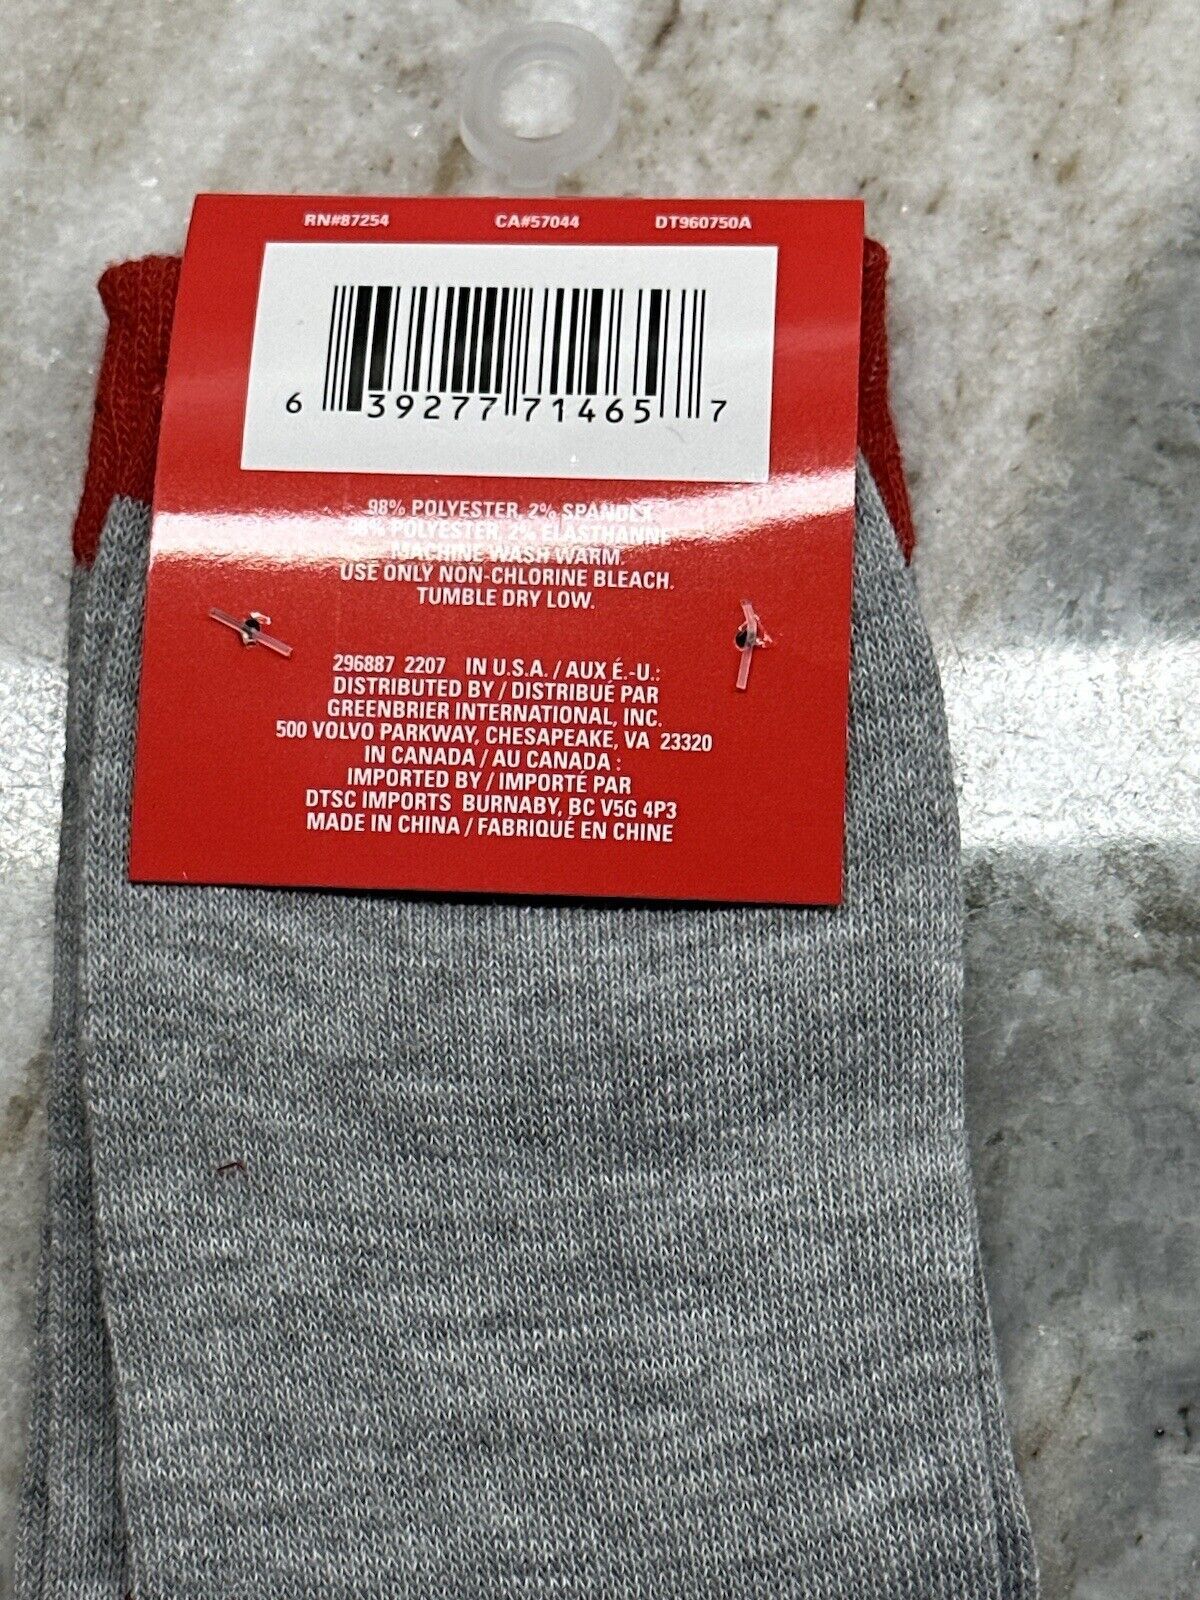 RN#87254 CA#57044 DT960750A
6 39277 71465 7
98% POLYESTER, 2% SPANDEX
98% POLYESTER, 2% ÉLASTHANNE
MACHINE WASH WARM.
USE ONLY NON-CHLORINE BLEACH.
TUMBLE DRY LOW.
296887 2207 IN U.S.A. / AUX É.-U.:
DISTRIBUTED BY / DISTRIBUÉ PAR
GREENBRIER INTERNATIONAL, INC.
500 VOLVO PARKWAY, CHESAPEAKE, VA 23320
IN CANADA / AU CANADA :
IMPORTED BY / IMPORTÉ PAR
DTSC IMPORTS BURNABY, BC V5G 4P3
MADE IN CHINA / FABRIQUÉ EN CHINE